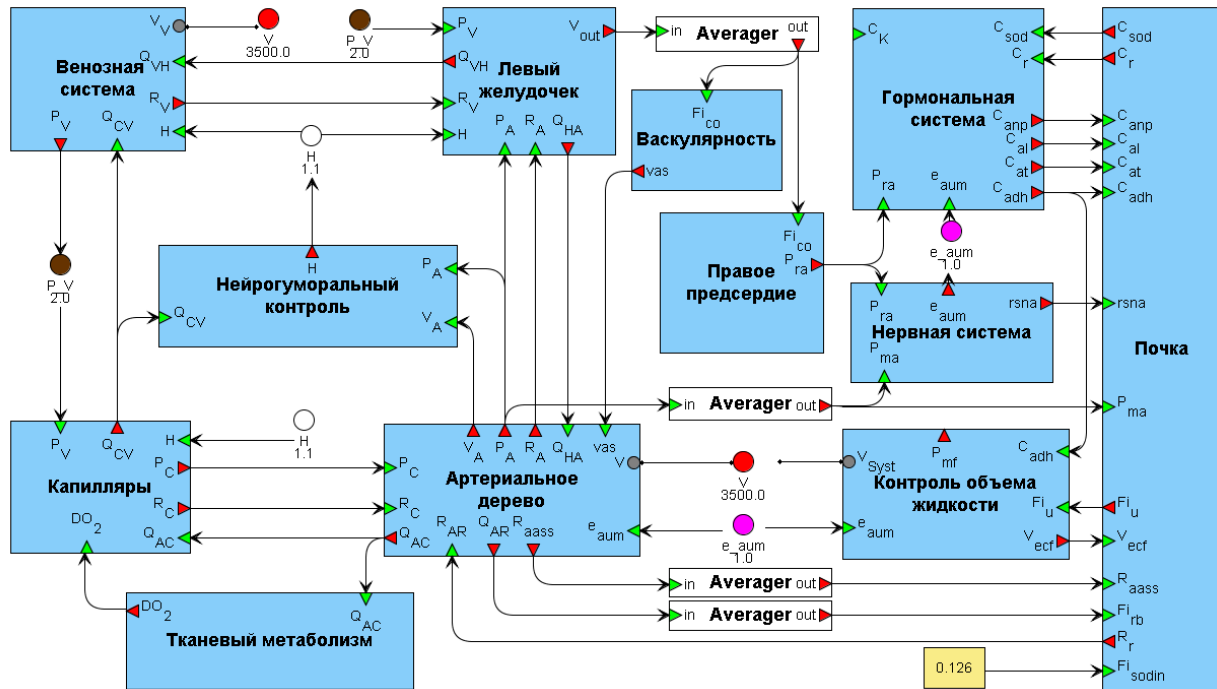 V_V
V
3500.0
P_V
2.0
P_V
V_out
in Averager out
C_K
C_sod
C_sod
Венозная
система
Q_VH
Q_VH
Левый
желудочек
C_r
C_r
R_V
R_V
Fi_co
Гормональная
система
P_V
Q_CV
H
H
1.1
H
P_A
R_A
Q_HA
Васкулярность
vas
C_anp
C_anp
C_al
C_al
C_at
C_at
C_adh
C_adh
P_ra
e_aum
Fi_co
P_ra
Правое
предсердие
e_aum
1.0
P_V
2.0
H
Нейрогуморальный
контроль
Q_CV
P_A
V_A
P_ra
e_aum
rsna
rsna
Нервная система
P_ma
Почка
in Averager out
P_ma
P_V
Q_CV
H
H
1.1
P_C
P_C
Капилляры
R_C
R_C
DO_2
Q_AC
Q_AC
V_A
P_A
R_A
Q_HA
vas
V
Артериальное
дерево
R_AR
Q_AR
R_aass
e_aum
V
3500.0
e_aum
1.0
V_Syst
P_mf
C_adh
Контроль объема
жидкости
Fi_u
Fi_u
e_aum
V_ecf
V_ecf
in Averager out
R_aass
in Averager out
Fi_rb
DO_2
Q_AC
Тканевый метаболизм
R_r
0.126
Fi_sodin